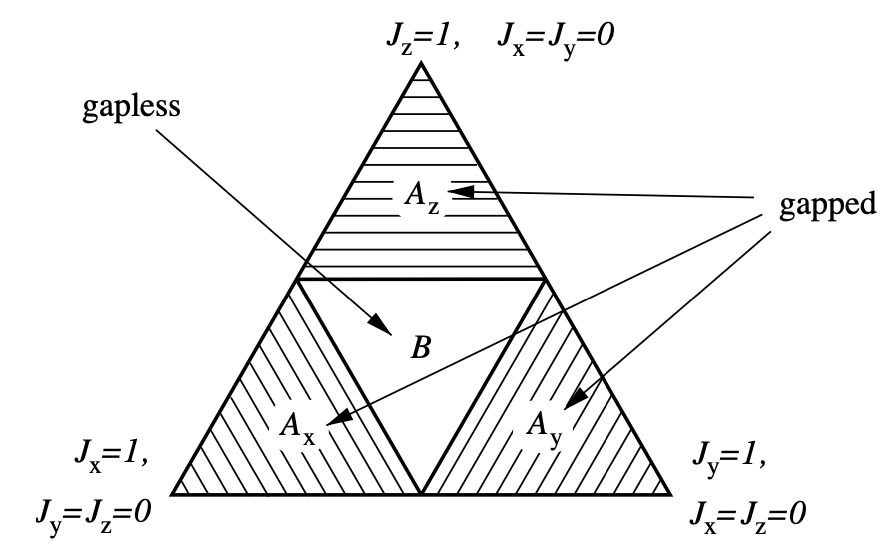 J_z=1, J_x=J_y=0
gapless
A_z
gapped
B
A_x
A_y
J_x=1,
J_y=J_z=0
J_y=1,
J_x=J_z=0